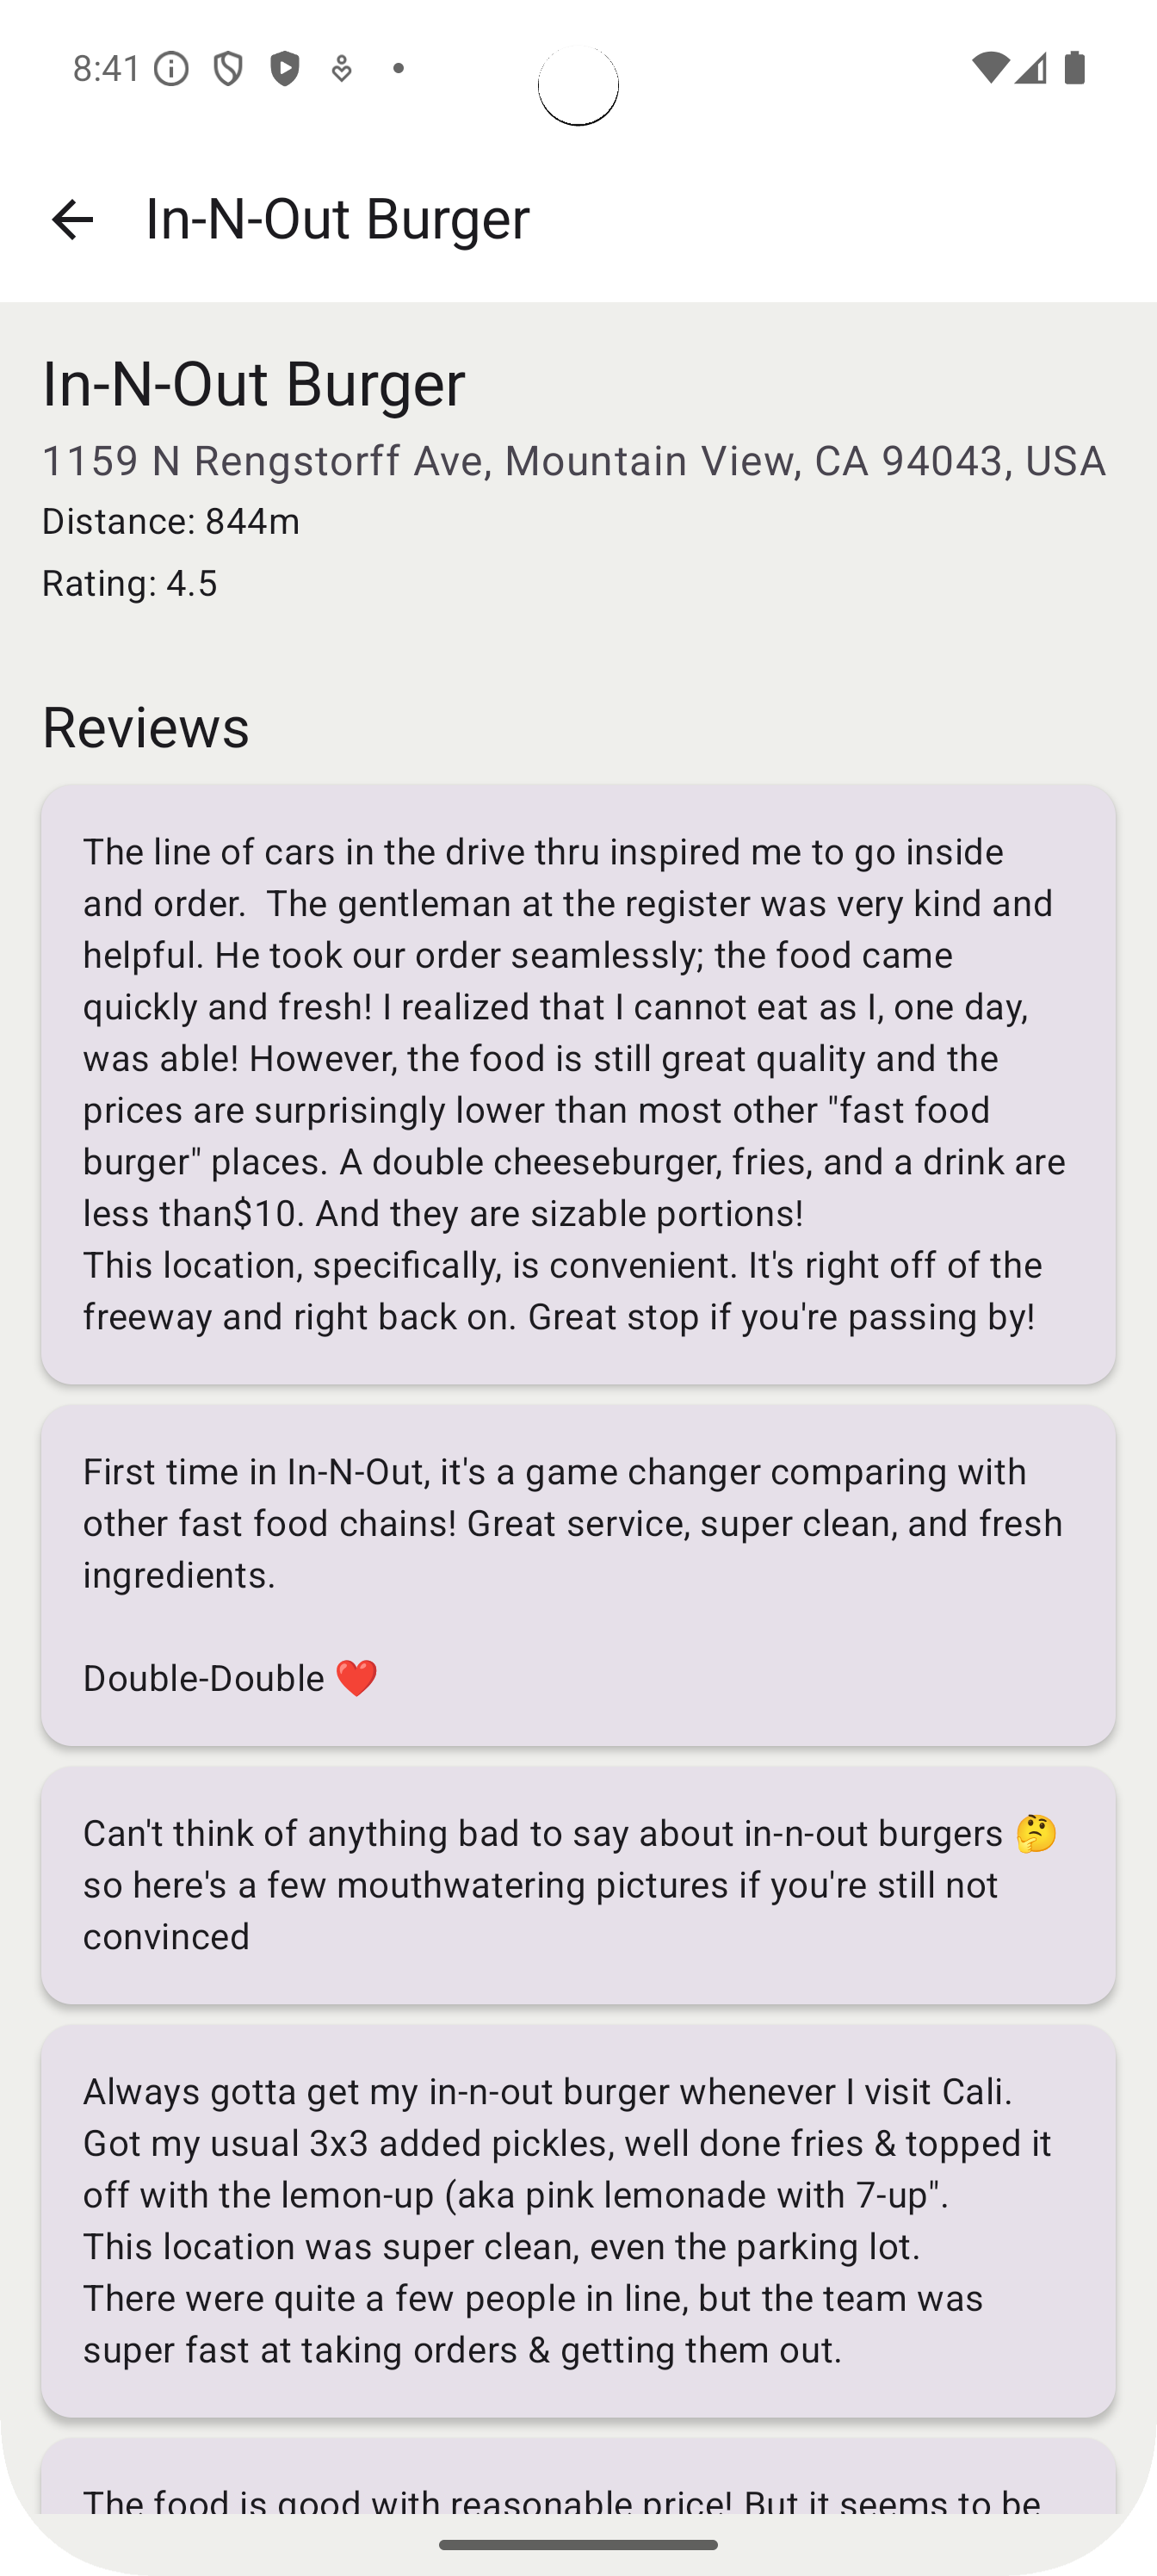 8:41
In-N-Out Burger
In-N-Out Burger
1159 N Rengstorff Ave, Mountain View, CA 94043, USA
Distance: 844m
Rating: 4.5
Reviews
The line of cars in the drive thru inspired me to go inside
and order.  The gentleman at the register was very kind and
helpful. He took our order seamlessly; the food came
quickly and fresh! I realized that I cannot eat as I, one day,
was able! However, the food is still great quality and the
prices are surprisingly lower than most other "fast food
burger" places. A double cheeseburger, fries, and a drink are
less than$10. And they are sizable portions!
This location, specifically, is convenient. It's right off of the
freeway and right back on. Great stop if you're passing by!
First time in In-N-Out, it's a game changer comparing with
other fast food chains! Great service, super clean, and fresh
ingredients.
Double-Double ❤️
Can't think of anything bad to say about in-n-out burgers 🤔
so here's a few mouthwatering pictures if you're still not
convinced
Always gotta get my in-n-out burger whenever I visit Cali.
Got my usual 3x3 added pickles, well done fries & topped it
off with the lemon-up (aka pink lemonade with 7-up".
This location was super clean, even the parking lot.
There were quite a few people in line, but the team was
super fast at taking orders & getting them out.
The food is good with reasonable price! But it seems to be